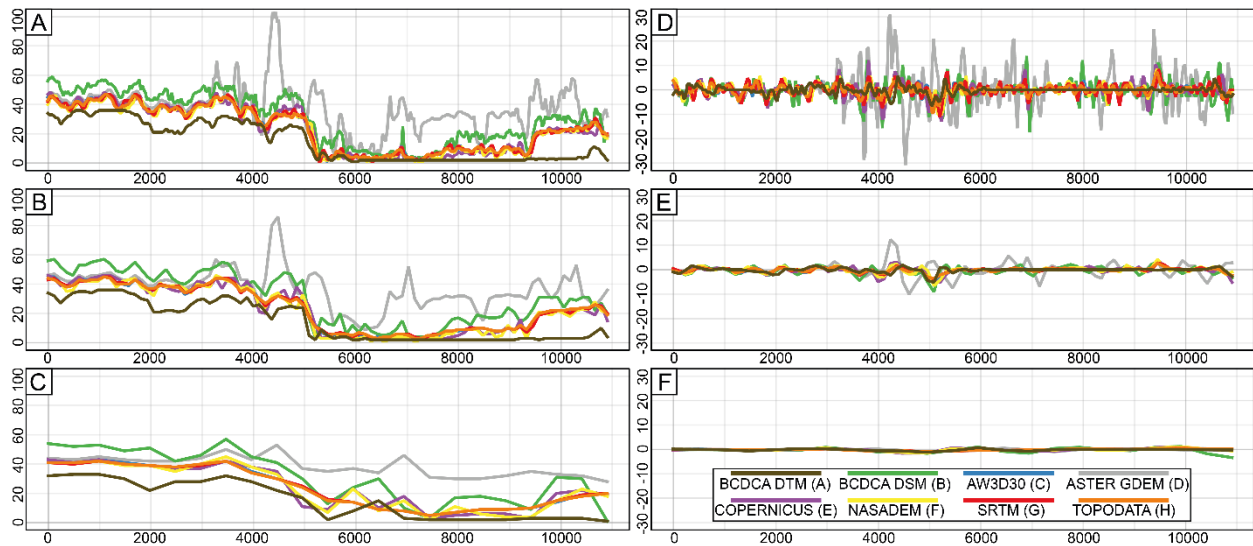 A
100
80
60
40
20
0
0 2000 4000 6000 8000 10000
B
100
80
60
40
20
0
0 2000 4000 6000 8000 10000
C
100
80
60
40
20
0
0 2000 4000 6000 8000 10000
D
30
20
10
0
-10
-20
-30
0 2000 4000 6000 8000 10000
E
30
20
10
0
-10
-20
-30
0 2000 4000 6000 8000 10000
F
30
20
10
0
-10
-20
-30
BCDCA DTM (A) BCDCA DSM (B) AW3D30 (C) ASTER GDEM (D)
COPERNICUS (E) NASADEM (F) SRTM (G) TOPODATA (H)
0 2000 4000 6000 8000 10000